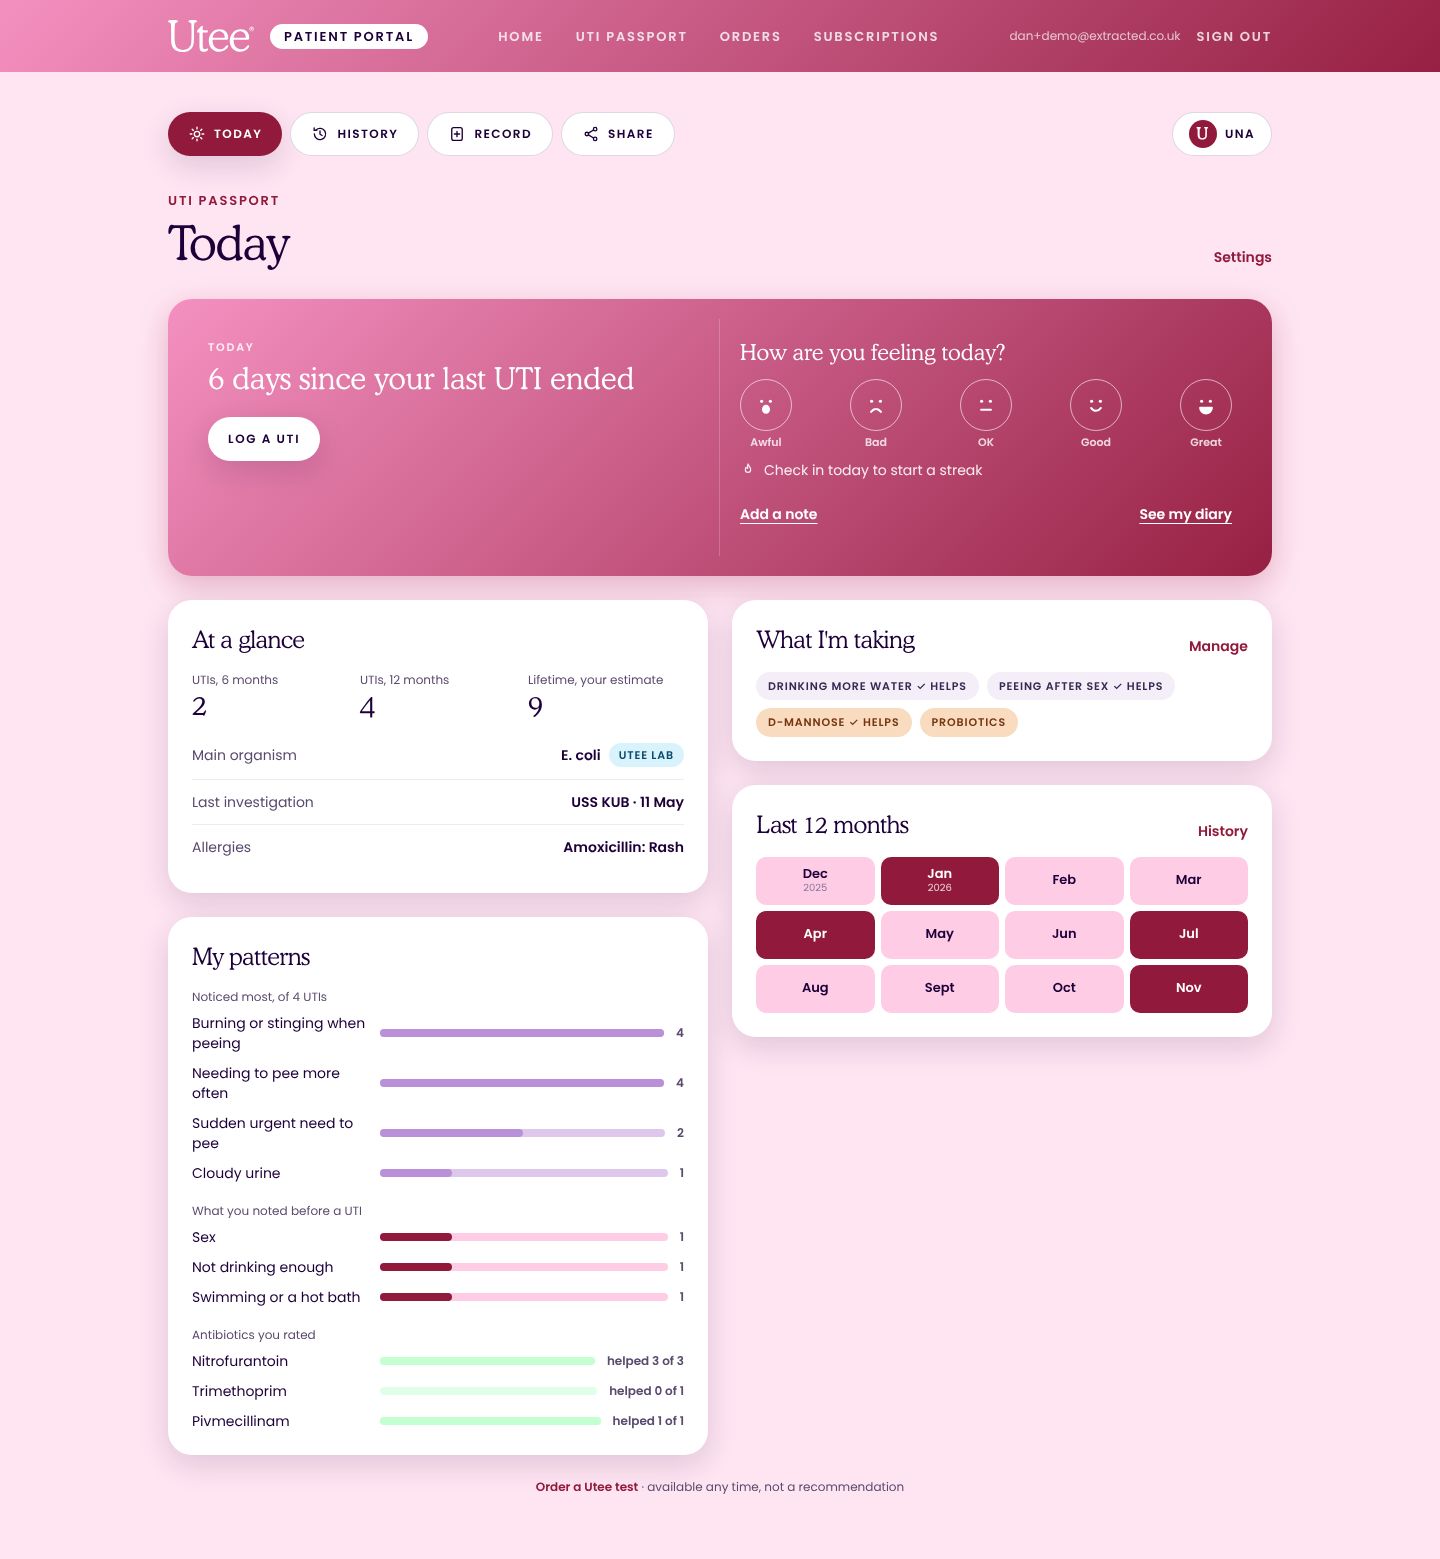 Utee®
PATIENT PORTAL
HOME
UTI PASSPORT
ORDERS
SUBSCRIPTIONS
dan+demo@extracted.co.uk
SIGN OUT
TODAY
HISTORY
RECORD
SHARE
U
UNA
UTI PASSPORT
Today
Settings
TODAY
6 days since your last UTI ended
LOG A UTI
How are you feeling today?
Awful
Bad
OK
Good
Great
Check in today to start a streak
Add a note
See my diary
At a glance
UTIs, 6 months
2
UTIs, 12 months
4
Lifetime, your estimate
9
Main organism
E. coli
UTEE LAB
Last investigation
USS KUB · 11 May
Allergies
Amoxicillin: Rash
What I'm taking
Manage
DRINKING MORE WATER ✓ HELPS
PEEING AFTER SEX ✓ HELPS
D-MANNOSE ✓ HELPS
PROBIOTICS
Last 12 months
History
Dec
2025
Jan
2026
Feb
Mar
Apr
May
Jun
Jul
Aug
Sept
Oct
Nov
My patterns
Noticed most, of 4 UTIs
Burning or stinging when
peeing
4
Needing to pee more
often
4
Sudden urgent need to
pee
2
Cloudy urine
1
What you noted before a UTI
Sex
1
Not drinking enough
1
Swimming or a hot bath
1
Antibiotics you rated
Nitrofurantoin
helped 3 of 3
Trimethoprim
helped 0 of 1
Pivmecillinam
helped 1 of 1
Order a Utee test · available any time, not a recommendation